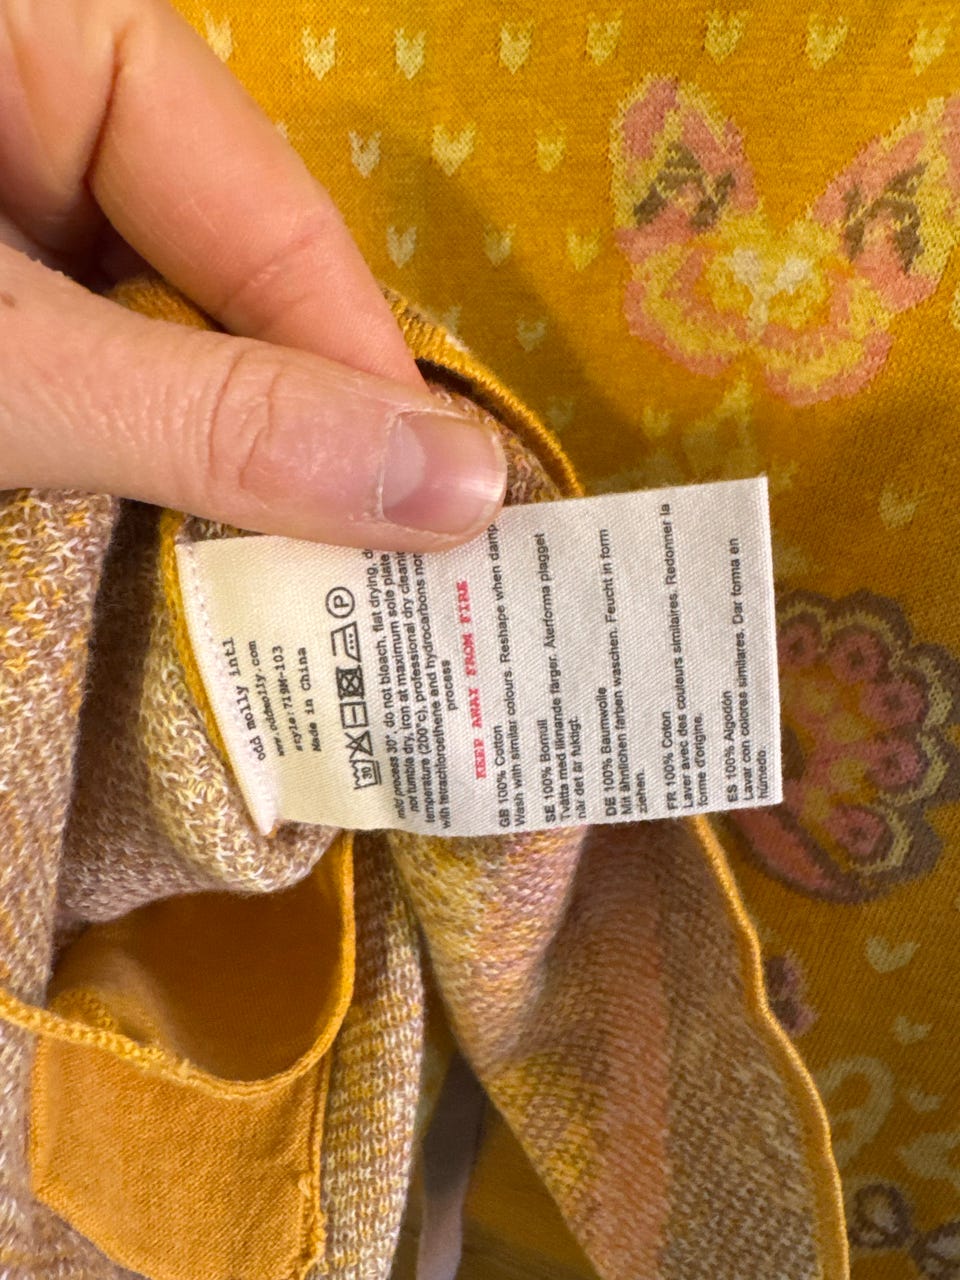 odd molly intl
www.oddmolly.com
style:719M-103
Made in China
30 P
mild process 30°, do not bleach, flat drying,
not tumble dry, iron at maximum sole plate
temperature (200°c), professional dry cleaning
with tetrachloroethene and hydrocarbons
process
KEEP AWAY FROM FIRE
GB 100% Cotton
Wash with similar colours. Reshape when damp
SE 100% Bomull
Tvätta med liknande färger. Återforma plagget
när det är fuktigt.
DE 100% Baumwolle
Mit ähnlichen farben waschen. Feucht in form
ziehen.
FR 100% Coton
Laver avec des couleurs similaires. Redonner la
forme d'origine.
ES 100% Algodón
Lavar con colores similares. Dar forma en
húmedo.